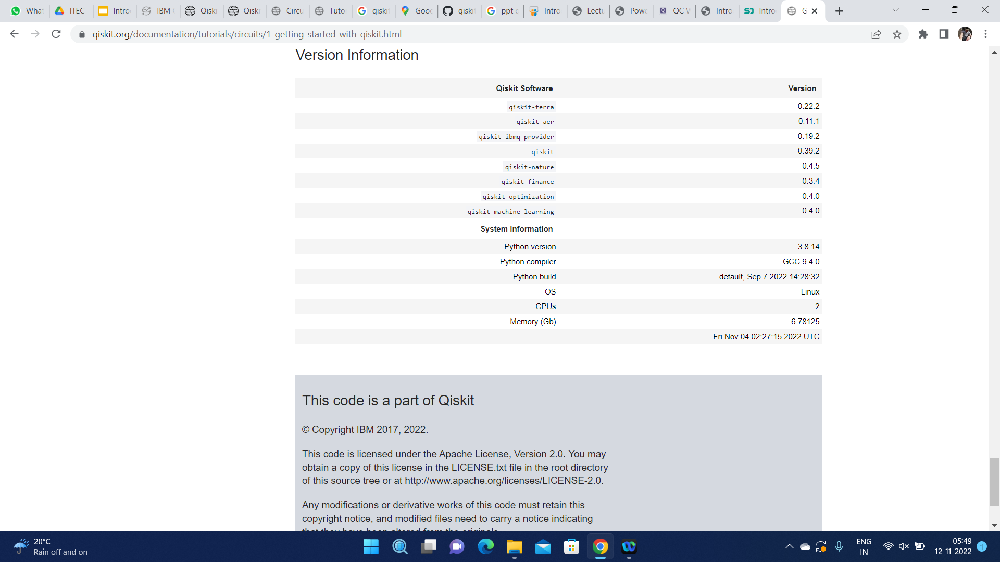 What
ITEC
Intro
IBM
Qiski
Qiski
Circu
Tuto
qiski
Goog
qiski
ppt
Intro
Lectu
Powe
QC
Intro
Intro
G
qiskit.org/documentation/tutorials/circuits/1_getting_started_with_qiskit.html
Version Information
Qiskit Software Version
qiskit-terra 0.22.2
qiskit-aer 0.11.1
qiskit-ibmq-provider 0.19.2
qiskit 0.39.2
qiskit-nature 0.4.5
qiskit-finance 0.3.4
qiskit-optimization 0.4.0
qiskit-machine-learning 0.4.0
System information
Python version 3.8.14
Python compiler GCC 9.4.0
Python build default, Sep 7 2022 14:28:32
OS Linux
CPUs 2
Memory (Gb) 6.78125
Fri Nov 04 02:27:15 2022 UTC
This code is a part of Qiskit
© Copyright IBM 2017, 2022.
This code is licensed under the Apache License, Version 2.0. You may
obtain a copy of this license in the LICENSE.txt file in the root directory
of this source tree or at http://www.apache.org/licenses/LICENSE-2.0.
Any modifications or derivative works of this code must retain this
copyright notice, and modified files need to carry a notice indicating
that they have been altered from the originals.
20°C
Rain off and on
ENG
IN
05:49
12-11-2022
1